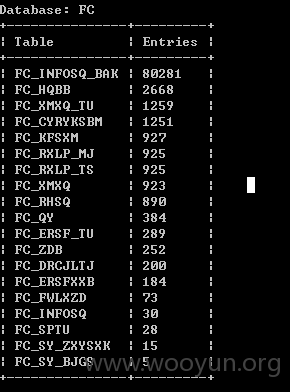 Database: FC
Table | Entries
FC_INFOSQ_BAK | 80281
FC_HQBB | 2668
FC_XMXQ_TU | 1259
FC_CYRYKSBM | 1251
FC_KFSXM | 927
FC_RXLP_MJ | 925
FC_RXLP_TS | 925
FC_XMXQ | 923
FC_RHSQ | 890
FC_QY | 384
FC_ERSF_TU | 289
FC_ZDB | 252
FC_DRCJLTJ | 200
FC_ERSFXXB | 184
FC_FWLXZD | 73
FC_INFOSQ | 30
FC_SPTU | 28
FC_SY_ZXYSXK | 15
FC_SY_BJGS | 5
www.wooyun.org